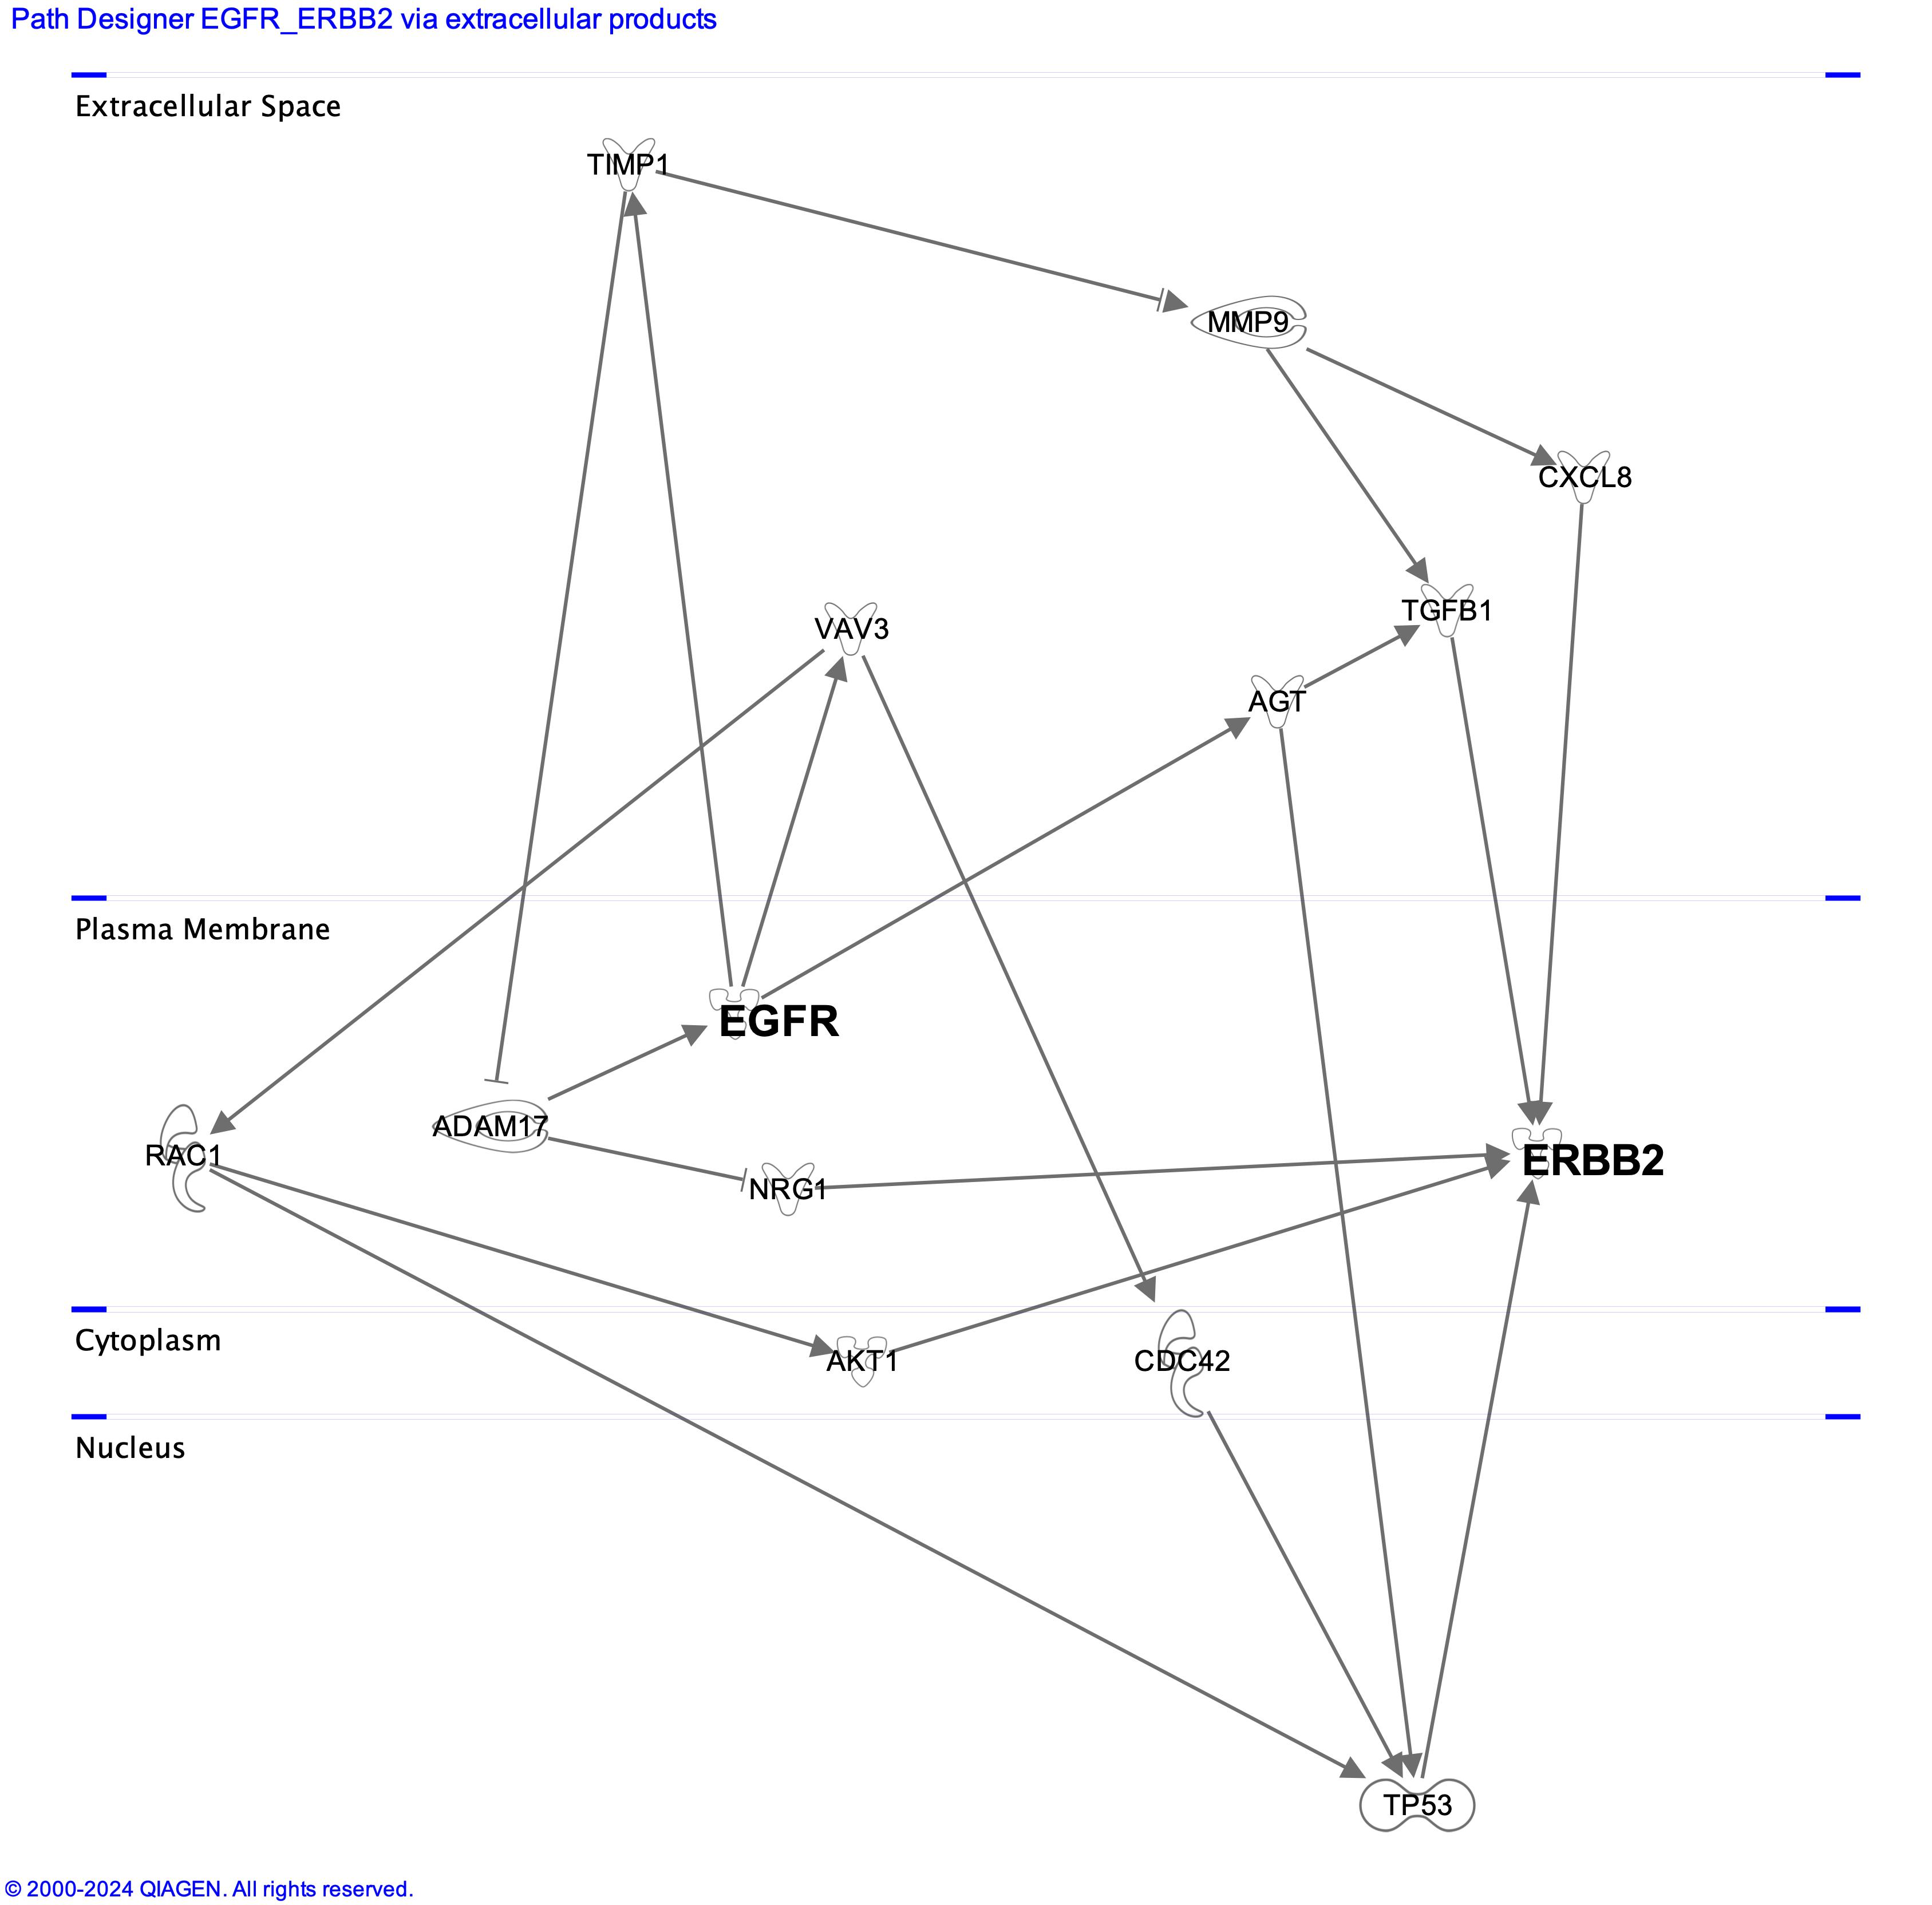 Path Designer EGFR_ERBB2 via extracellular products
Extracellular Space
TIMP1
MMP9
CXCL8
TGFB1
VAV3
AGT
Plasma Membrane
EGFR
ADAM17
RAC1
ERBB2
NRG1
Cytoplasm
AKT1
CDC42
Nucleus
TP53
© 2000-2024 QIAGEN. All rights reserved.